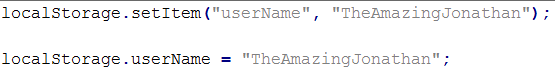 localStorage.setItem("userName", "TheAmazingJonathan");
localStorage.userName = "TheAmazingJonathan";